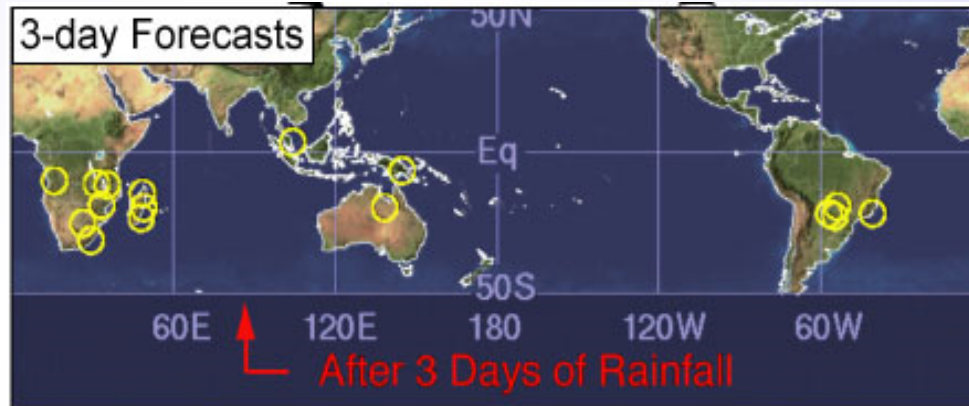 3-day Forecasts
50N
Eq
50S
60E 120E 180 120W 60W
After 3 Days of Rainfall